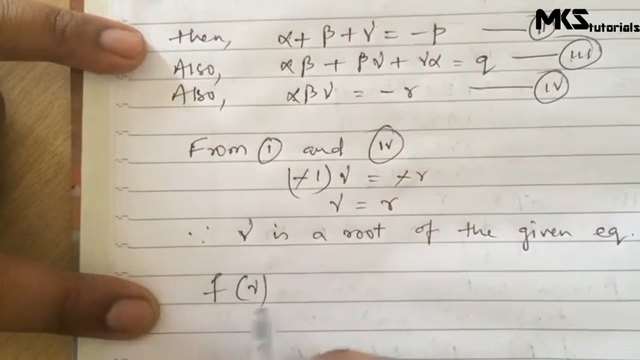 MKS tutorials
then, α + β + γ = -p — (ii)
Also, αβ + βγ + γα = q — (iii)
Also, αβγ = -r — (iv)
From (i) and (iv)
(-1) γ = -r
γ = r
∵ γ is a root of the given eq.
f(γ)